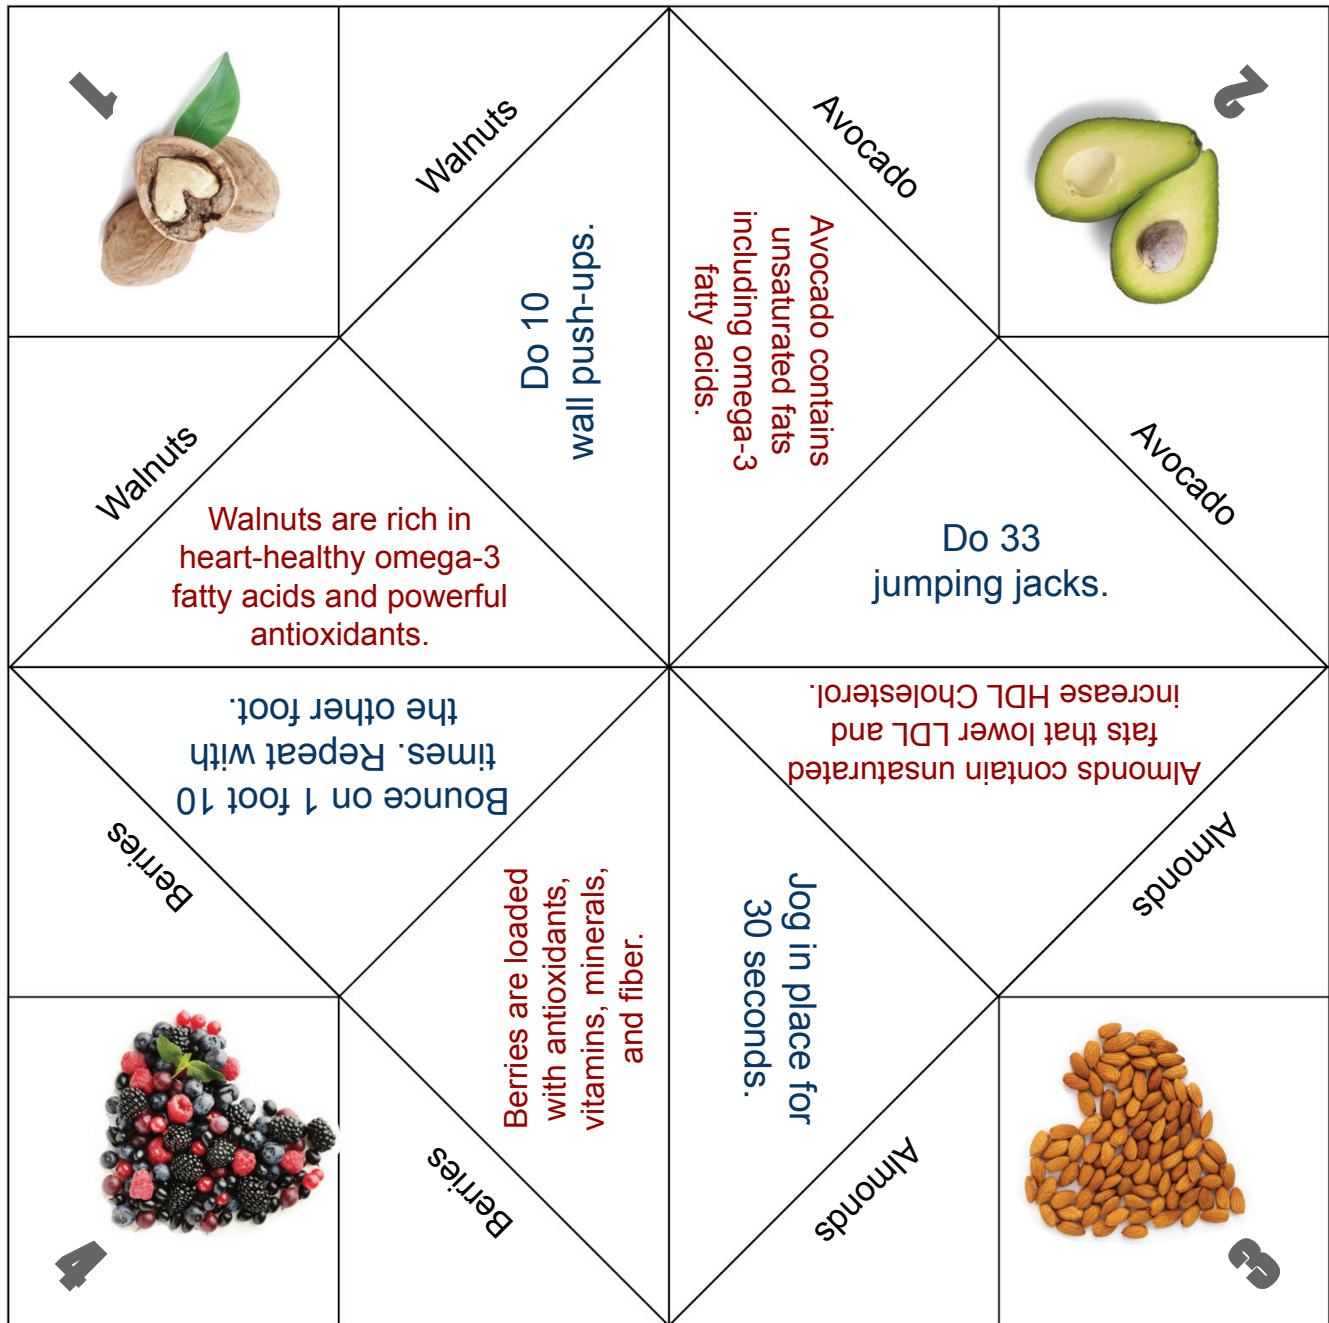 1
Walnuts
Avocado
2
Do 10
wall push-ups.
Avocado contains
unsaturated fats
including omega-3
fatty acids.
Walnuts
Avocado
Walnuts are rich in
heart-healthy omega-3
fatty acids and powerful
antioxidants.
Do 33
jumping jacks.
Bounce on 1 foot 10
times. Repeat with
the other foot.
Almonds contain unsaturated
fats that lower LDL and
increase HDL Cholesterol.
Berries
Almonds
Berries are loaded
with antioxidants,
vitamins, minerals,
and fiber.
Jog in place for
30 seconds.
Berries
Almonds
4
3